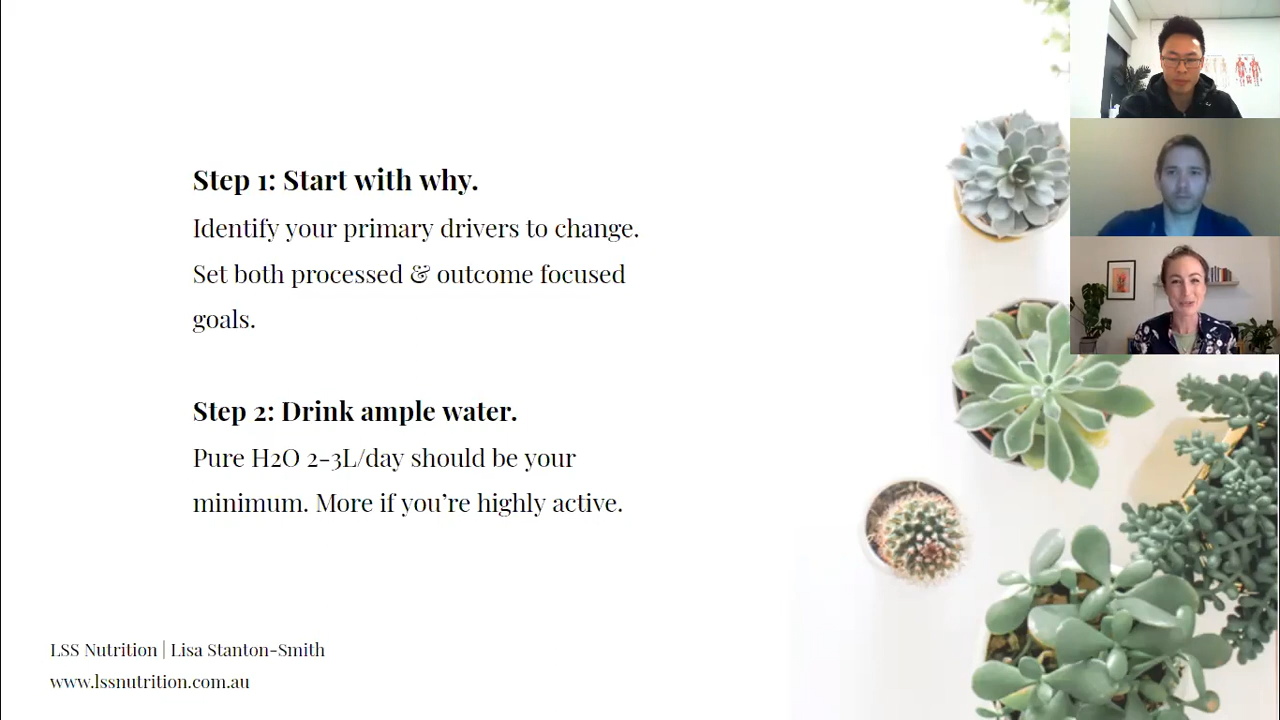 Step 1: Start with why.
Identify your primary drivers to change.
Set both processed & outcome focused
goals.
Step 2: Drink ample water.
Pure H2O 2-3L/day should be your
minimum. More if you’re highly active.
LSS Nutrition | Lisa Stanton-Smith
www.lssnutrition.com.au